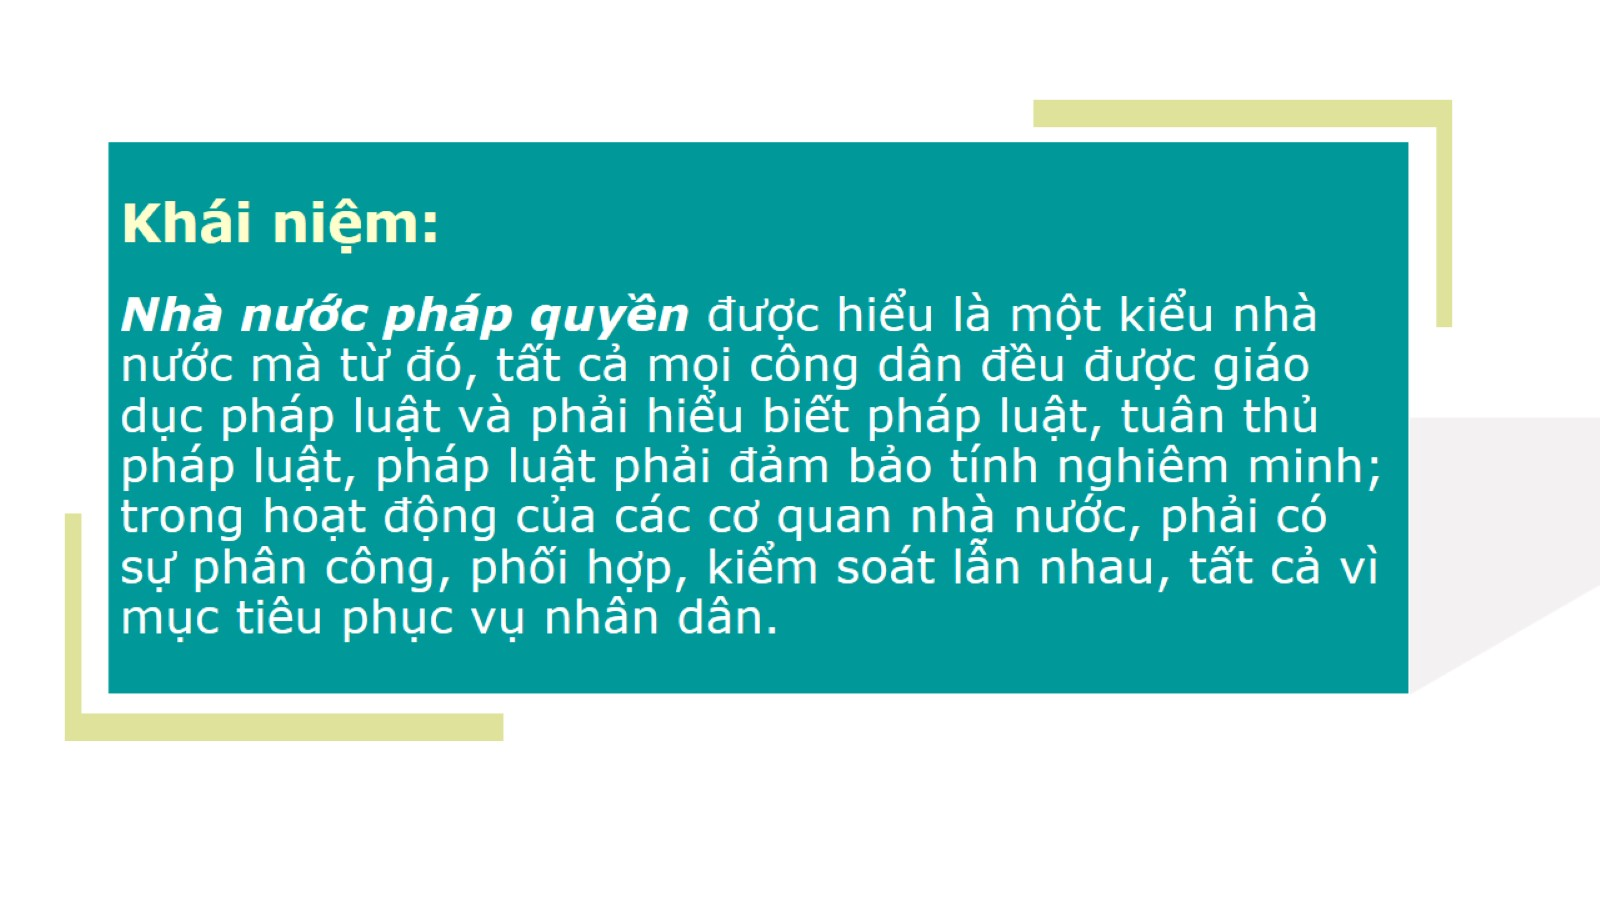 Khái niệm:
Nhà nước pháp quyền được hiểu là một kiểu nhà
nước mà từ đó, tất cả mọi công dân đều được giáo
dục pháp luật và phải hiểu biết pháp luật, tuân thủ
pháp luật, pháp luật phải đảm bảo tính nghiêm minh;
trong hoạt động của các cơ quan nhà nước, phải có
sự phân công, phối hợp, kiểm soát lẫn nhau, tất cả vì
mục tiêu phục vụ nhân dân.